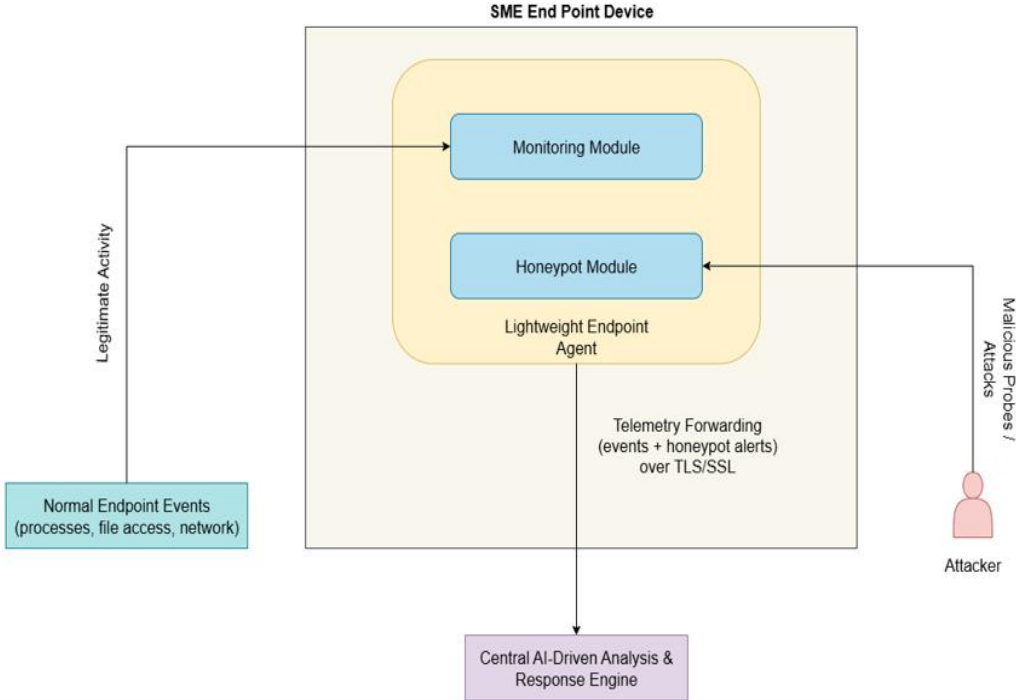 SME End Point Device
Monitoring Module
Honeypot Module
Lightweight Endpoint
Agent
Legitimate Activity
Malicious Probes /
Attacks
Telemetry Forwarding
(events + honeypot alerts)
over TLS/SSL
Normal Endpoint Events
(processes, file access, network)
Attacker
Central AI-Driven Analysis &
Response Engine